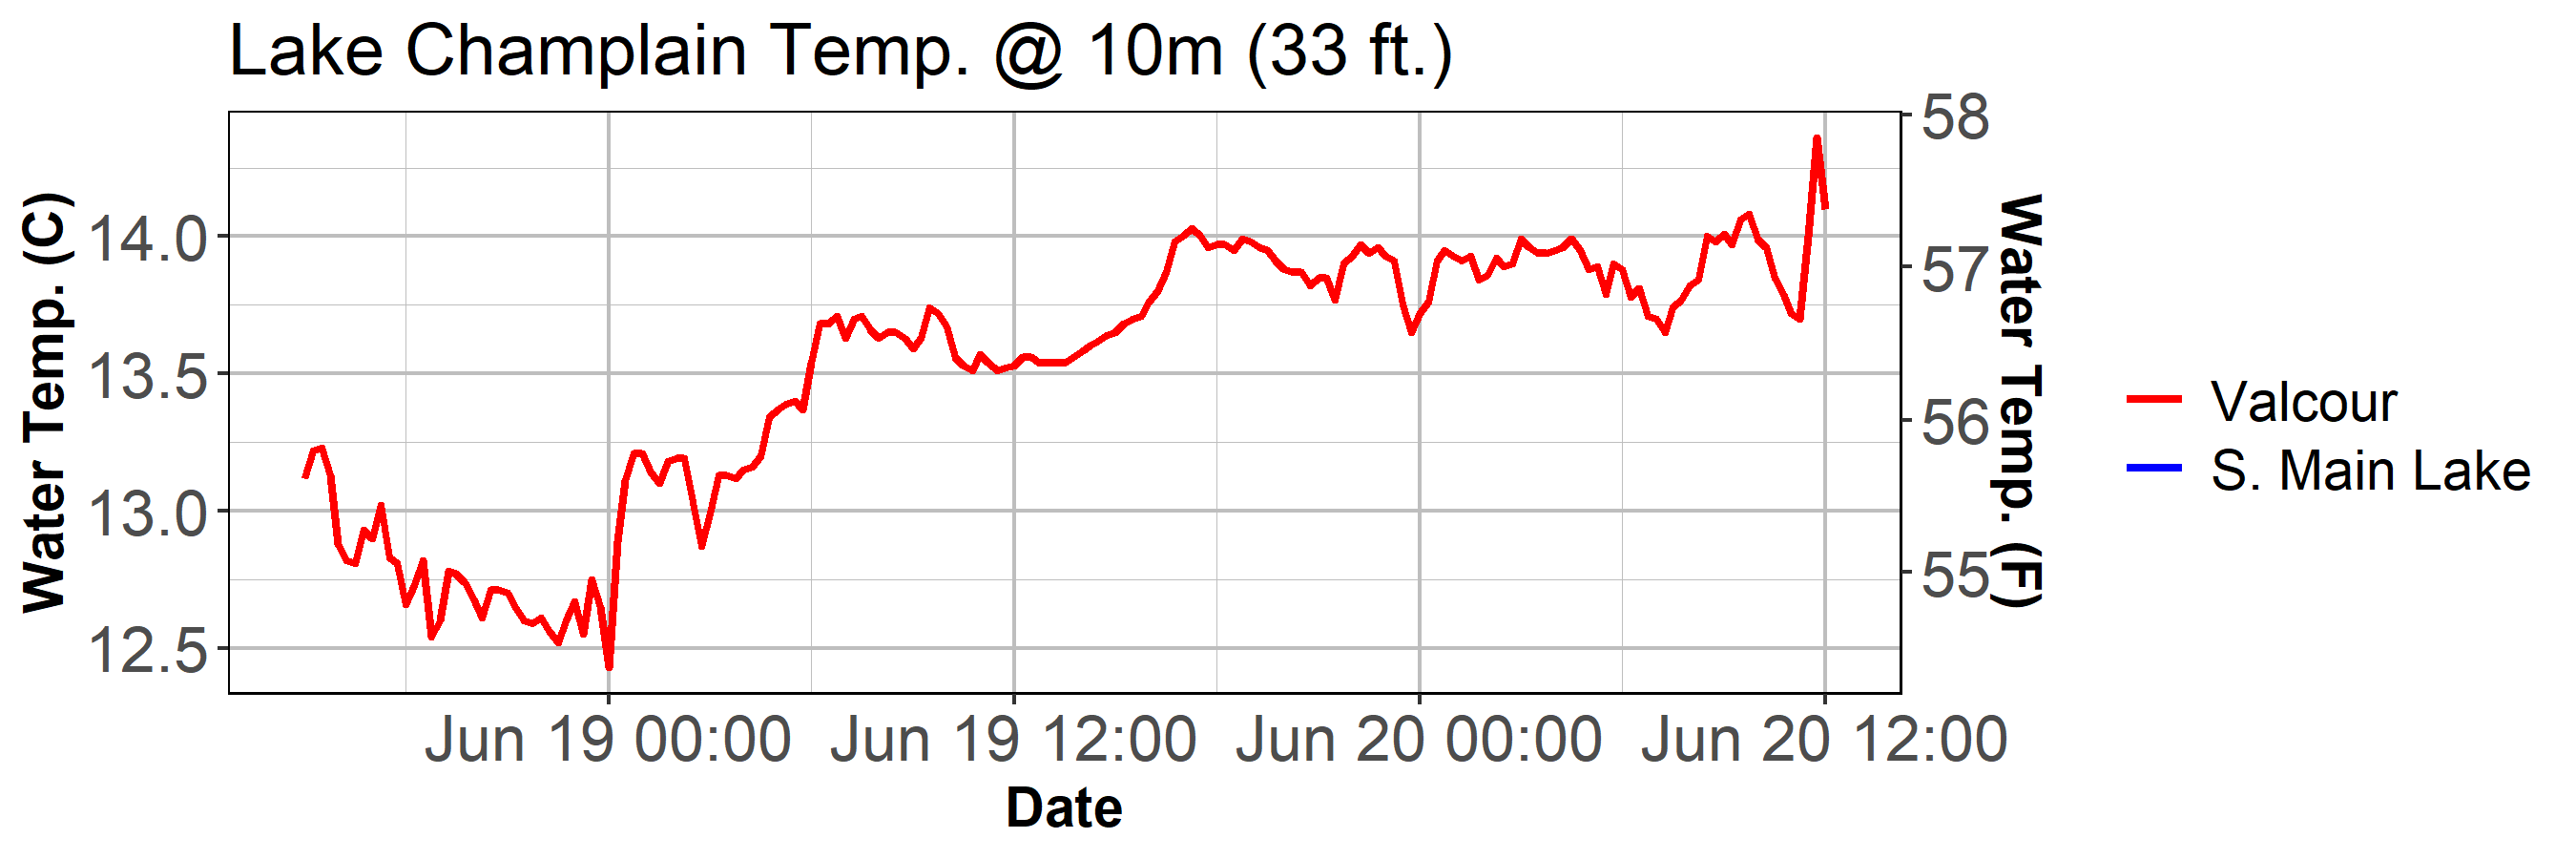 Lake Champlain Temp. @ 10m (33 ft.)
Water Temp. (C)
14.0
13.5
13.0
12.5
58
57
56
55
Water Temp. (F)
Jun 19 00:00 Jun 19 12:00 Jun 20 00:00 Jun 20 12:00
Date
Valcour
S. Main Lake